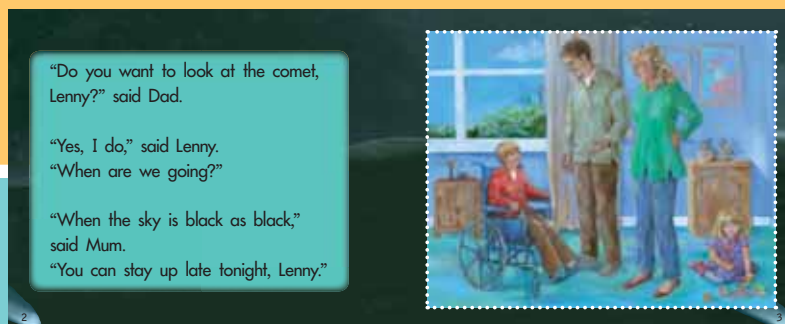 “Do you want to look at the comet,
Lenny?” said Dad.
“Yes, I do,” said Lenny.
“When are we going?”
“When the sky is black as black,”
said Mum.
“You can stay up late tonight, Lenny.”
2
3